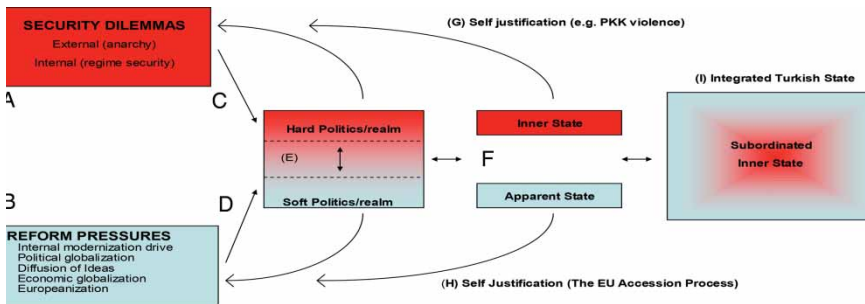 SECURITY DILEMMAS
External (anarchy)
Internal (regime security)
(G) Self justification (e.g. PKK violence)
(I) Integrated Turkish State
A
C
Hard Politics/realm
(E)
Soft Politics/realm
Inner State
F
Apparent State
Subordinated
Inner State
B
D
REFORM PRESSURES
Internal modernization drive
Political globalization
Diffusion of Ideas
Economic globalization
Europeanization
(H) Self Justification (The EU Accession Process)